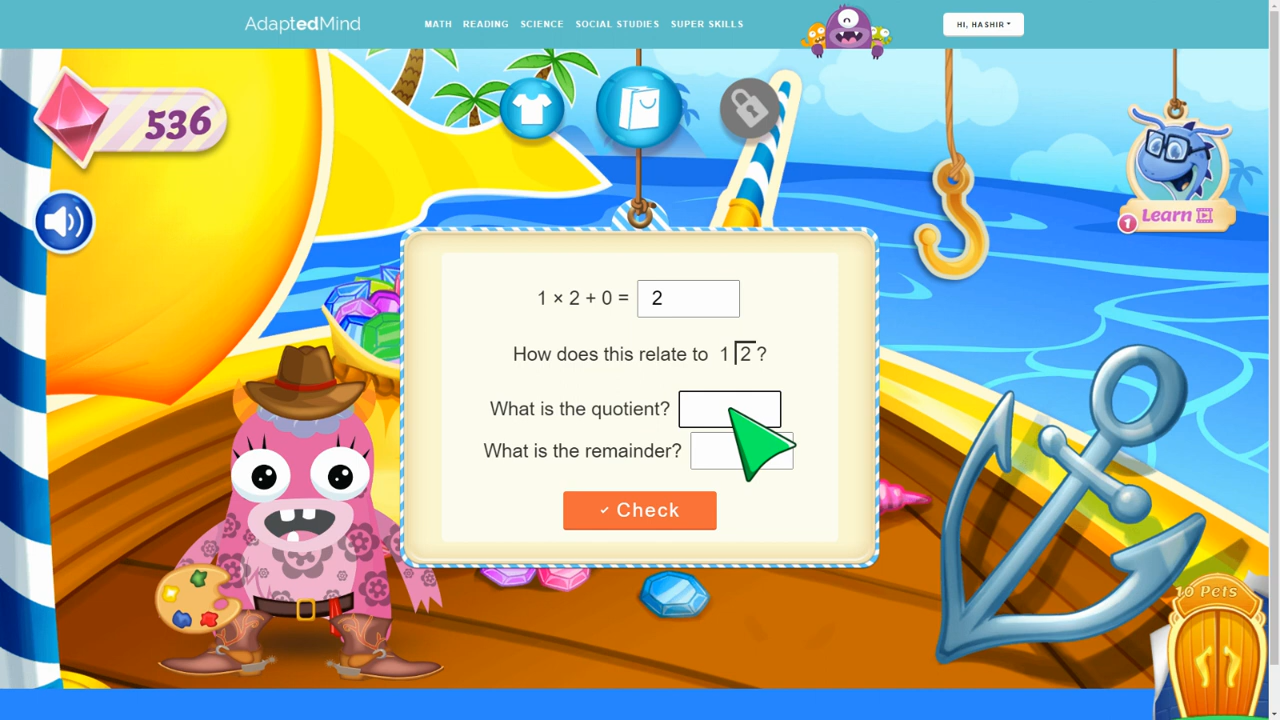 AdaptedMind
MATH READING SCIENCE SOCIAL STUDIES SUPER SKILLS
HI, HASHIR
536
Learn
1
1 × 2 + 0 = 2
How does this relate to 1 2 ?
What is the quotient?
What is the remainder?
✓ Check
10 Pets